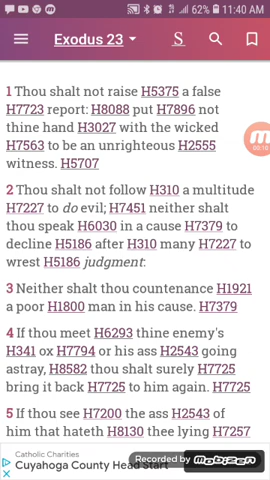 62% 11:40 AM
Exodus 23
S
1 Thou shalt not raise H5375 a false
H7723 report: H8088 put H7896 not
thine hand H3027 with the wicked
H7563 to be an unrighteous H2555
witness. H5707
00:10
2 Thou shalt not follow H310 a multitude
H7227 to do evil; H7451 neither shalt
thou speak H6030 in a cause H7379 to
decline H5186 after H310 many H7227 to
wrest H5186 judgment:
3 Neither shalt thou countenance H1921
a poor H1800 man in his cause. H7379
4 If thou meet H6293 thine enemy's
H341 ox H7794 or his ass H2543 going
astray, H8582 thou shalt surely H7725
bring it back H7725 to him again. H7725
5 If thou see H7200 the ass H2543 of
him that hateth H8130 thee lying H7257
Catholic Charities
Cuyahoga County Head Start
Recorded by
MOBIZEN